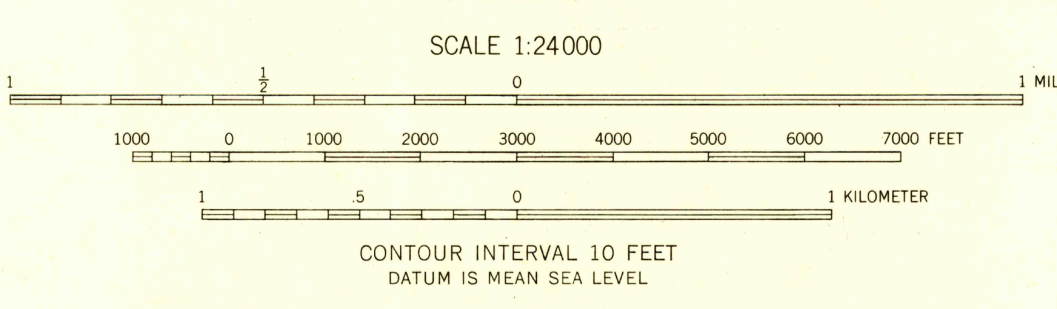 SCALE 1:24000
1 ½ 0 1 MIL
1000 0 1000 2000 3000 4000 5000 6000 7000 FEET
1 .5 0 1 KILOMETER
CONTOUR INTERVAL 10 FEET
DATUM IS MEAN SEA LEVEL